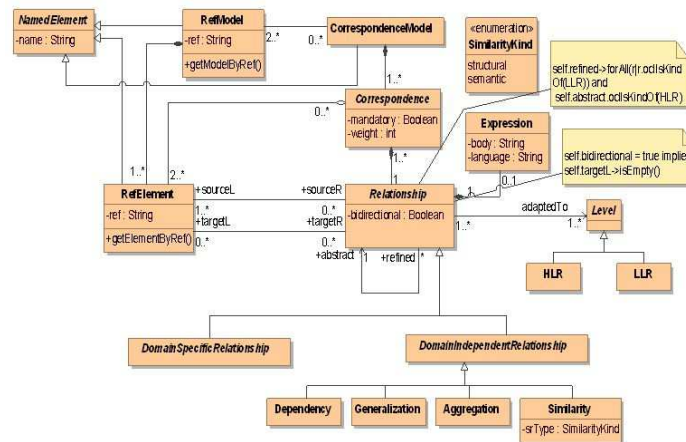 NamedElement
-name : String
RefModel
-ref : String
+getModelByRef()
2..*
0..*
CorrespondenceModel
«enumeration»
SimilarityKind
structural
semantic
self.refined->forAll(r|r.oclIsKind
Of(LLR)) and
self.abstract.oclIsKindOf(HLR)
1..*
0..*
Correspondence
-mandatory : Boolean
-weight : int
Expression
-body : String
-language : String
self.bidirectional = true implie
self.targetL->isEmpty()
1..*
2..*
1..*
1
1
0..1
RefElement
-ref : String
+getElementByRef()
+sourceL
+sourceR
1..*
0..*
+targetL
+targetR
0..*
0..*
Relationship
-bidirectional : Boolean
adaptedTo
1..*
1..*
Level
+abstract
1
+refined
*
HLR
LLR
DomainSpecificRelationship
DomainIndependentRelationship
Dependency
Generalization
Aggregation
Similarity
-srType : SimilarityKind